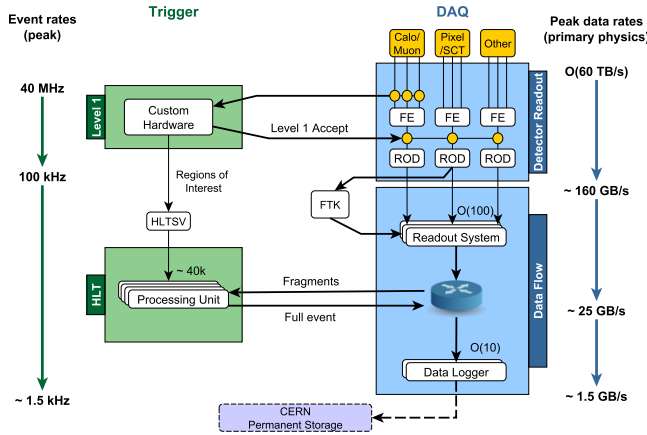 Event rates
(peak)
Trigger
DAQ
Peak data rates
(primary physics)
Calo/
Muon
Pixel
/SCT
Other
40 MHz
O(60 TB/s)
Level 1
Custom
Hardware
FE
FE
FE
Level 1 Accept
ROD
ROD
ROD
Detector Readout
100 kHz
Regions of
Interest
~ 160 GB/s
FTK
HLTSV
O(100)
Readout System
~ 40k
HLT
Processing Unit
Fragments
Full event
Data Flow
~ 25 GB/s
O(10)
Data Logger
~ 1.5 kHz
~ 1.5 GB/s
CERN
Permanent Storage